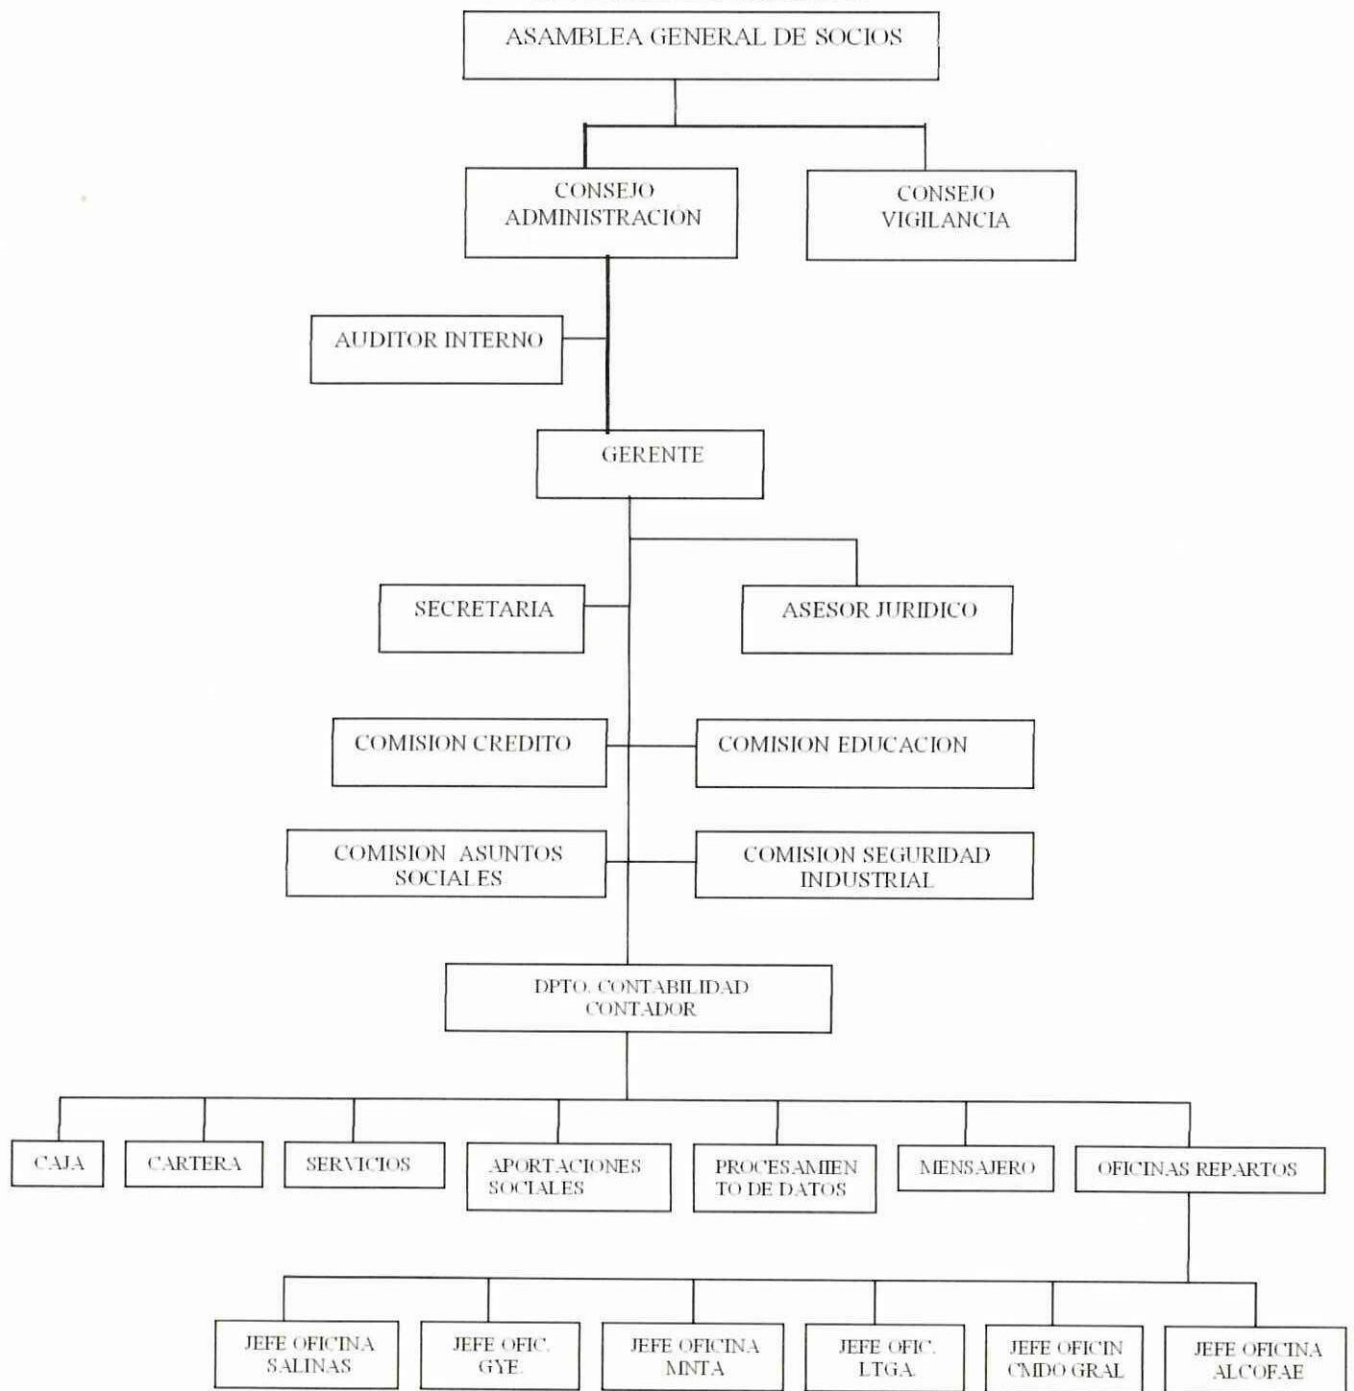 ASAMBLEA GENERAL DE SOCIOS
CONSEJO
ADMINISTRACIÓN
CONSEJO
VIGILANCIA
AUDITOR INTERNO
GERENTE
SECRETARIA
ASESOR JURIDICO
COMISION CREDITO
COMISION EDUCACION
COMISION ASUNTOS
SOCIALES
COMISION SEGURIDAD
INDUSTRIAL
DPTO. CONTABILIDAD
CONTADOR
CAJA
CARTERA
SERVICIOS
APORTACIONES
SOCIALES
PROCESAMIEN
TO DE DATOS
MENSAJERO
OFICINAS REPARTOS
JEFE OFICINA
SALINAS
JEFE OFIC.
GYE.
JEFE OFICINA
MNTA
JEFE OFIC.
LTGA.
JEFE OFICIN
CMDO GRAL
JEFE OFICINA
ALCOFAE